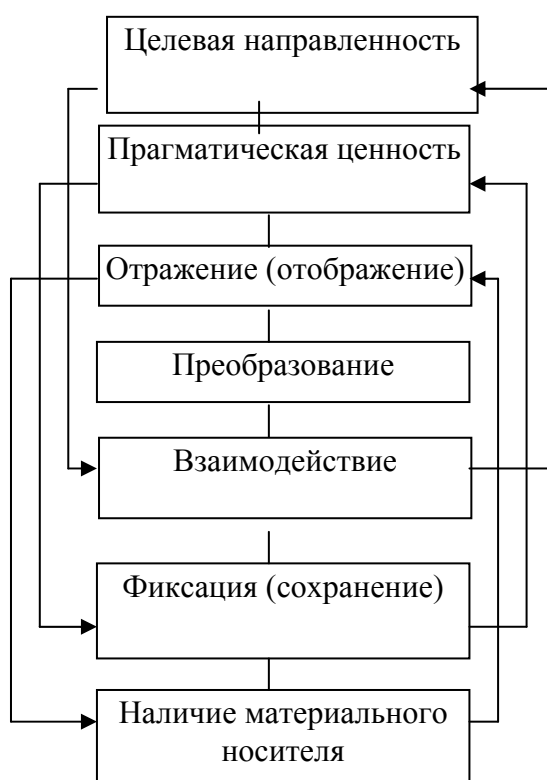 Целевая направленность
Прагматическая ценность
Отражение (отображение)
Преобразование
Взаимодействие
Фиксация (сохранение)
Наличие материального
носителя